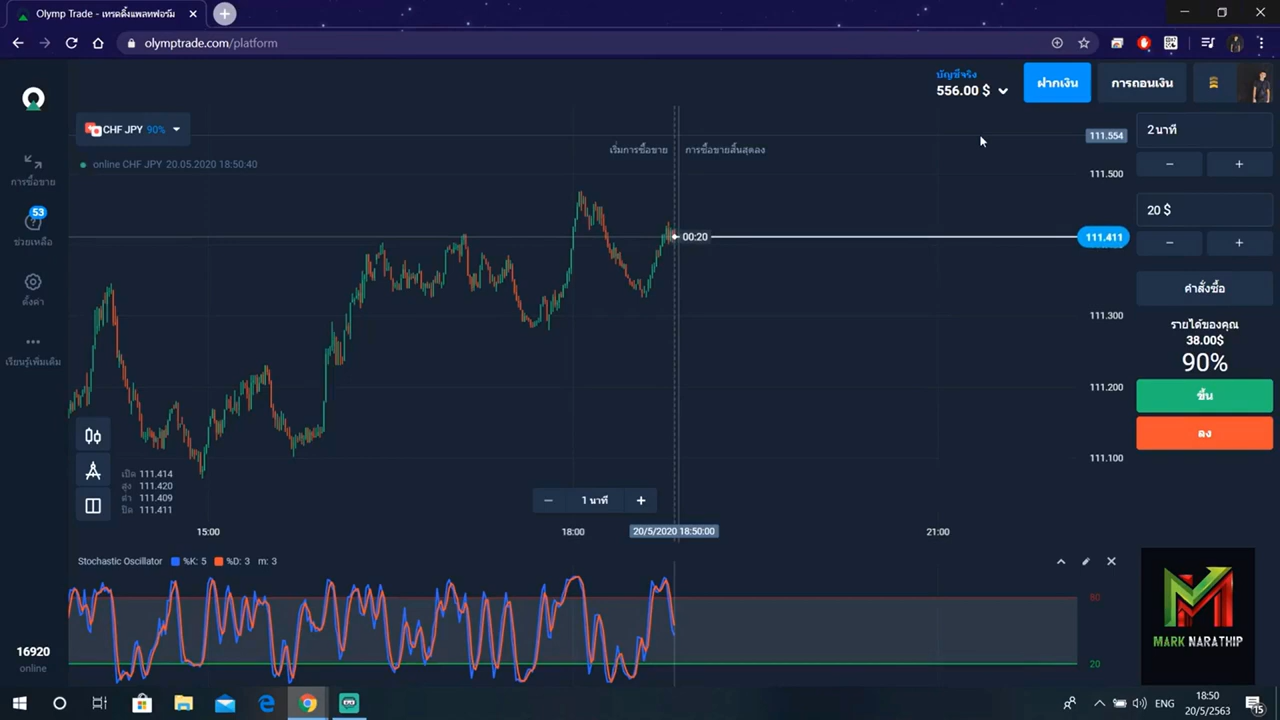 Olymp Trade - เทรดดิ้งแพลทฟอร์ม
olymptrade.com/platform
บัญชีจริง
556.00 $
ฝากเงิน
การถอนเงิน
CHF JPY 90%
online CHF JPY 20.05.2020 18:50:40
เริ่มการซื้อขาย
การซื้อขายสิ้นสุดลง
การซื้อขาย
53
ช่วยเหลือ
ตั้งค่า
เรียนรู้เพิ่มเติม
00:20
111.554
111.500
111.411
111.300
111.200
111.100
2นาที
20 $
คำสั่งซื้อ
รายได้ของคุณ
38.00$
90%
ขึ้น
ลง
เปิด 111.414
สูง 111.420
ต่ำ 111.409
ปิด 111.411
1 นาที
15:00
18:00
20/5/2020 18:50:00
21:00
Stochastic Oscillator %K: 5 %D: 3 m: 3
80
20
16920
online
MARK NARATHIP
ENG
18:50
20/5/2563
15